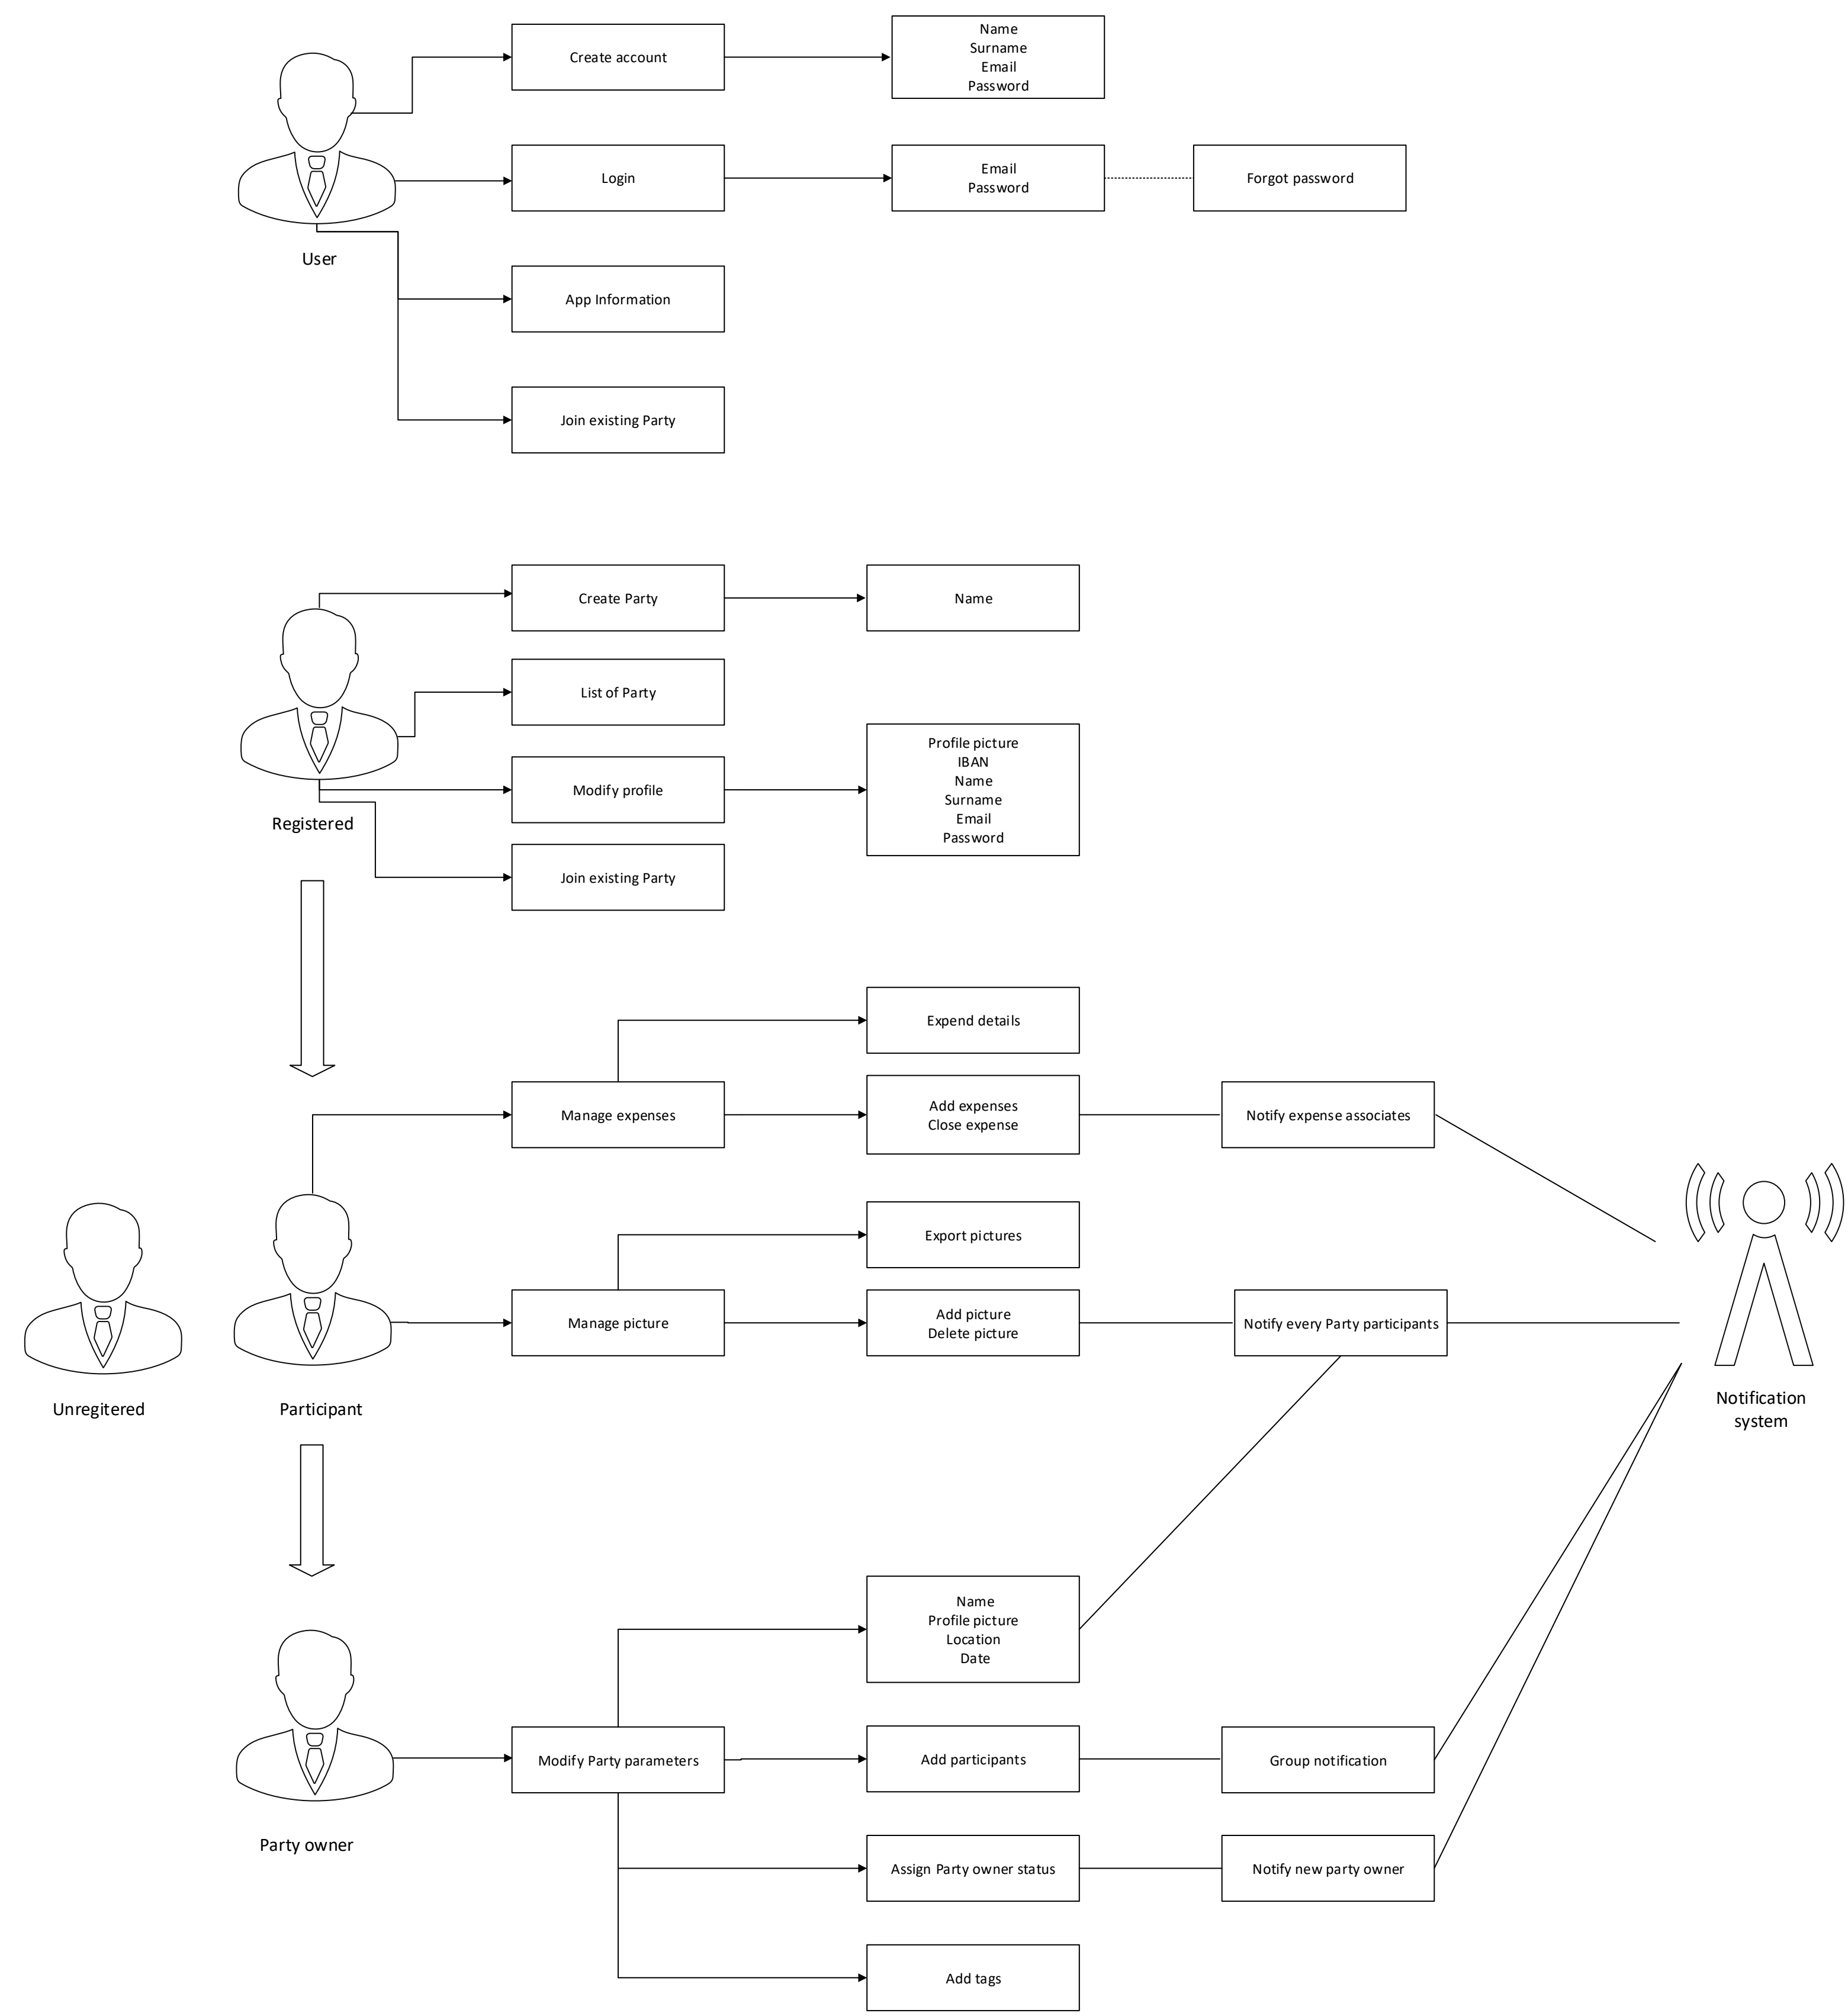 Create account
Name
Surname
Email
Password
Login
Email
Password
Forgot password
User
App Information
Join existing Party
Create Party
Name
List of Party
Modify profile
Profile picture
IBAN
Name
Surname
Email
Password
Registered
Join existing Party
Expend details
Manage expenses
Add expenses
Close expense
Notify expense associates
Export pictures
Manage picture
Add picture
Delete picture
Notify every Party participants
Unregitered
Participant
Notification
system
Name
Profile picture
Location
Date
Modify Party parameters
Add participants
Group notification
Party owner
Assign Party owner status
Notify new party owner
Add tags